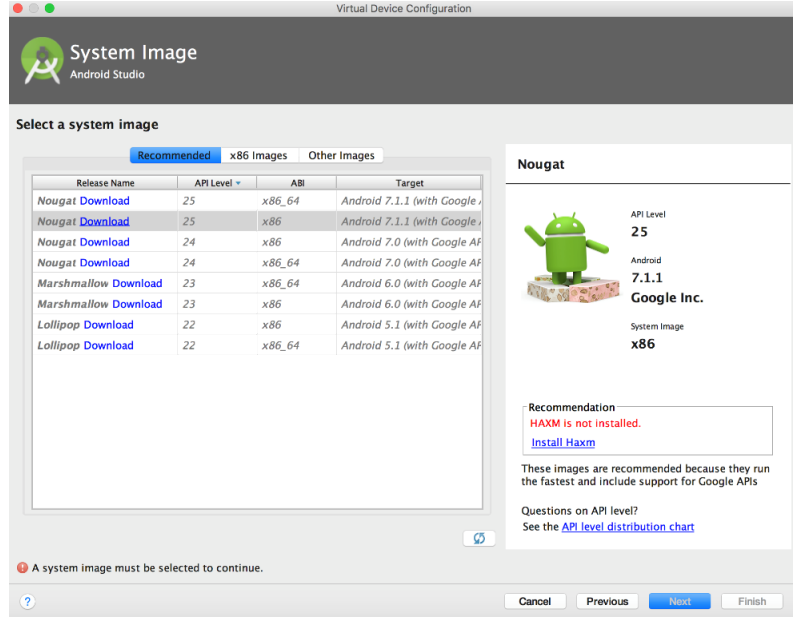 Virtual Device Configuration
System Image
Android Studio
Select a system image
Recommended x86 Images Other Images
Release Name API Level ABI Target
Nougat Download 25 x86_64 Android 7.1.1 (with Google
Nougat Download 25 x86 Android 7.1.1 (with Google
Nougat Download 24 x86 Android 7.0 (with Google AP
Nougat Download 24 x86_64 Android 7.0 (with Google AP
Marshmallow Download 23 x86_64 Android 6.0 (with Google AP
Marshmallow Download 23 x86 Android 6.0 (with Google AP
Lollipop Download 22 x86 Android 5.1 (with Google AP
Lollipop Download 22 x86_64 Android 5.1 (with Google AP
Nougat
API Level
25
Android
7.1.1
Google Inc.
System Image
x86
Recommendation
HAXM is not installed.
Install Haxm
These images are recommended because they run
the fastest and include support for Google APIs
Questions on API level?
See the API level distribution chart
A system image must be selected to continue.
? Cancel Previous Next Finish